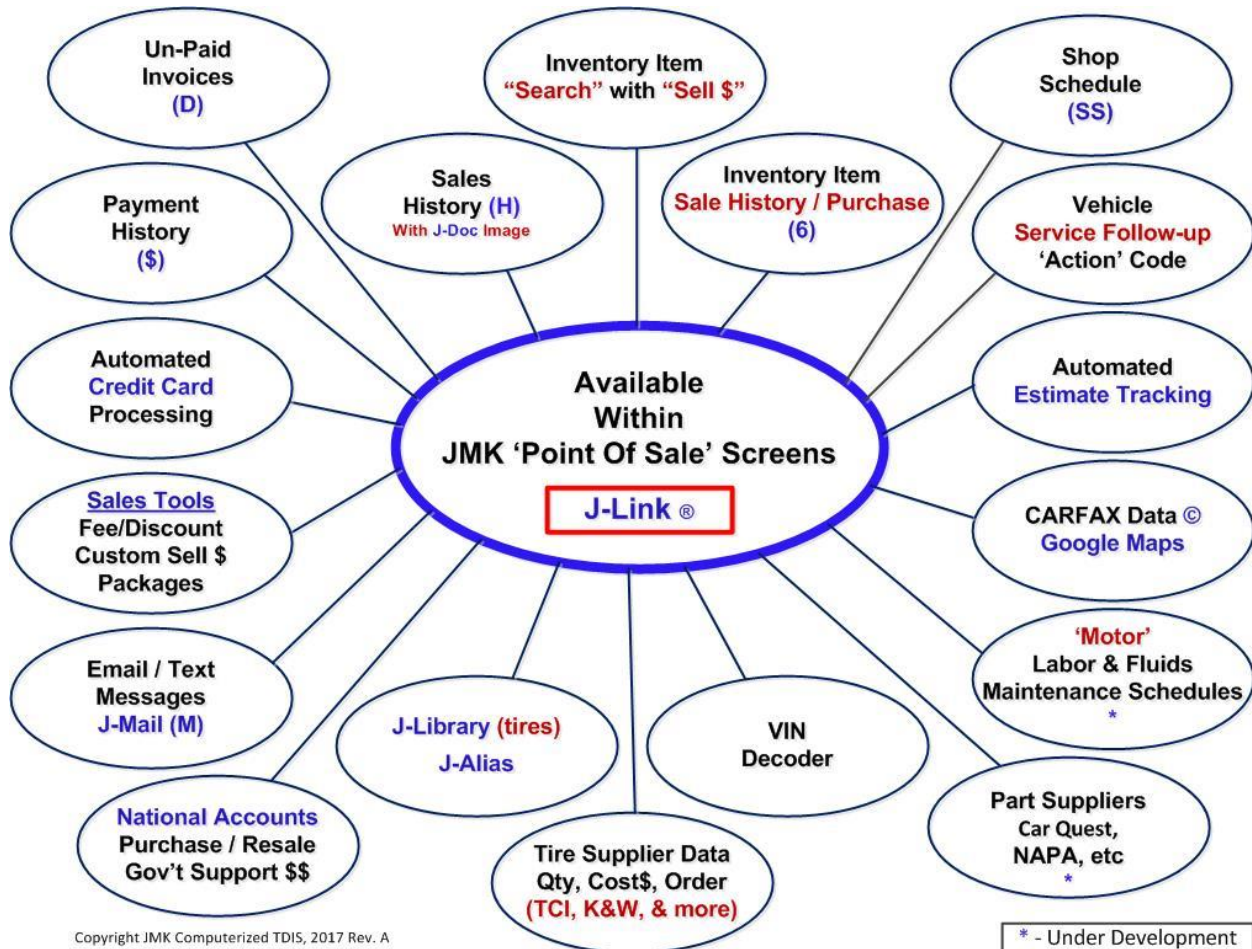 Un-Paid
Invoices
(D)
Inventory Item
“Search” with “Sell $”
Shop
Schedule
(SS)
Payment
History
($)
Sales
History (H)
With J-Doc Image
Inventory Item
Sale History / Purchase
(6)
Vehicle
Service Follow-up
‘Action’ Code
Automated
Credit Card
Processing
Available
Within
JMK ‘Point Of Sale’ Screens
J-Link ®
Automated
Estimate Tracking
Sales Tools
Fee/Discount
Custom Sell $
Packages
CARFAX Data ©
Google Maps
Email / Text
Messages
J-Mail (M)
J-Library (tires)
J-Alias
VIN
Decoder
‘Motor’
Labor & Fluids
Maintenance Schedules
*
National Accounts
Purchase / Resale
Gov’t Support $$
Tire Supplier Data
Qty, Cost$, Order
(TCI, K&W, & more)
Part Suppliers
Car Quest,
NAPA, etc
*
Copyright JMK Computerized TDIS, 2017 Rev. A
* - Under Development